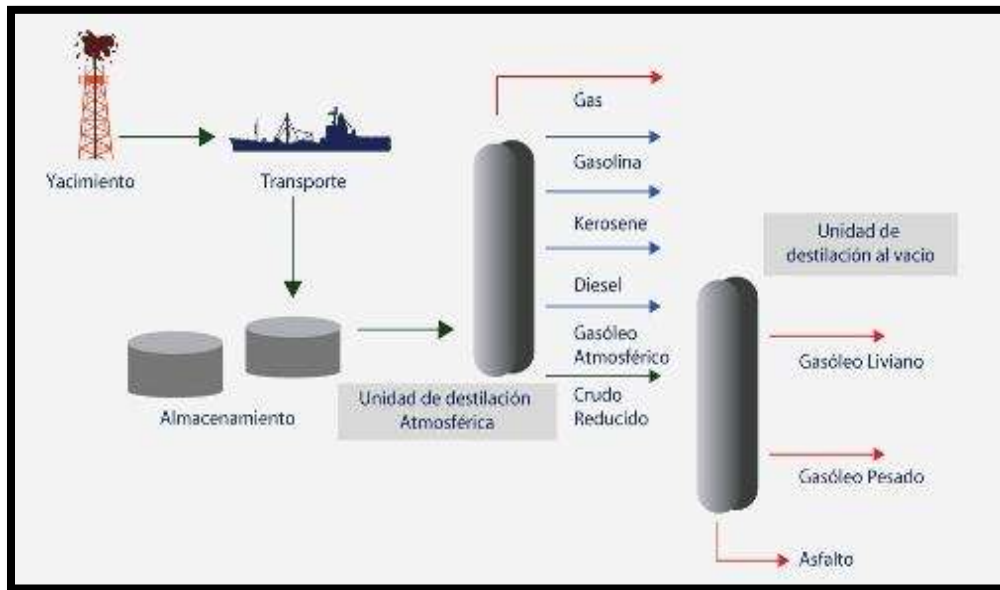 Yacimiento
Transporte
Almacenamiento
Unidad de destilación
Atmosférica
Gas
Gasolina
Kerosene
Diesel
Gasóleo
Atmosférico
Crudo
Reducido
Unidad de
destilación al vacio
Gasóleo Liviano
Gasóleo Pesado
Asfalto